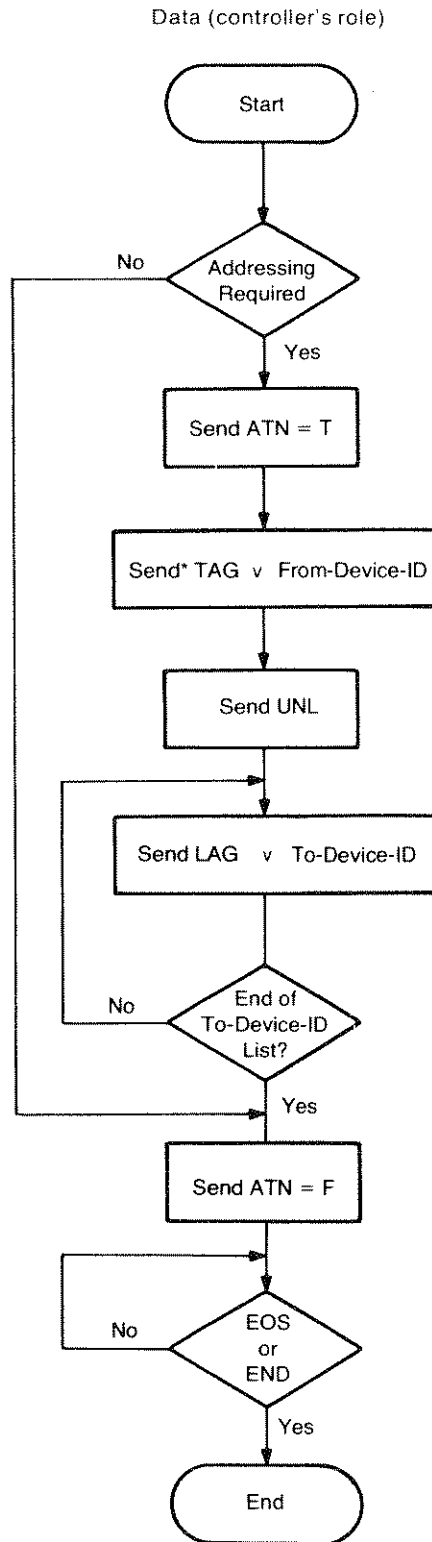 Data (controller's role)
Start
No
Addressing
Required
Yes
Send ATN = T
Send* TAG v From-Device-ID
Send UNL
Send LAG v To-Device-ID
No
End of
To-Device-ID
List?
Yes
Send ATN = F
No
EOS
or
END
Yes
End